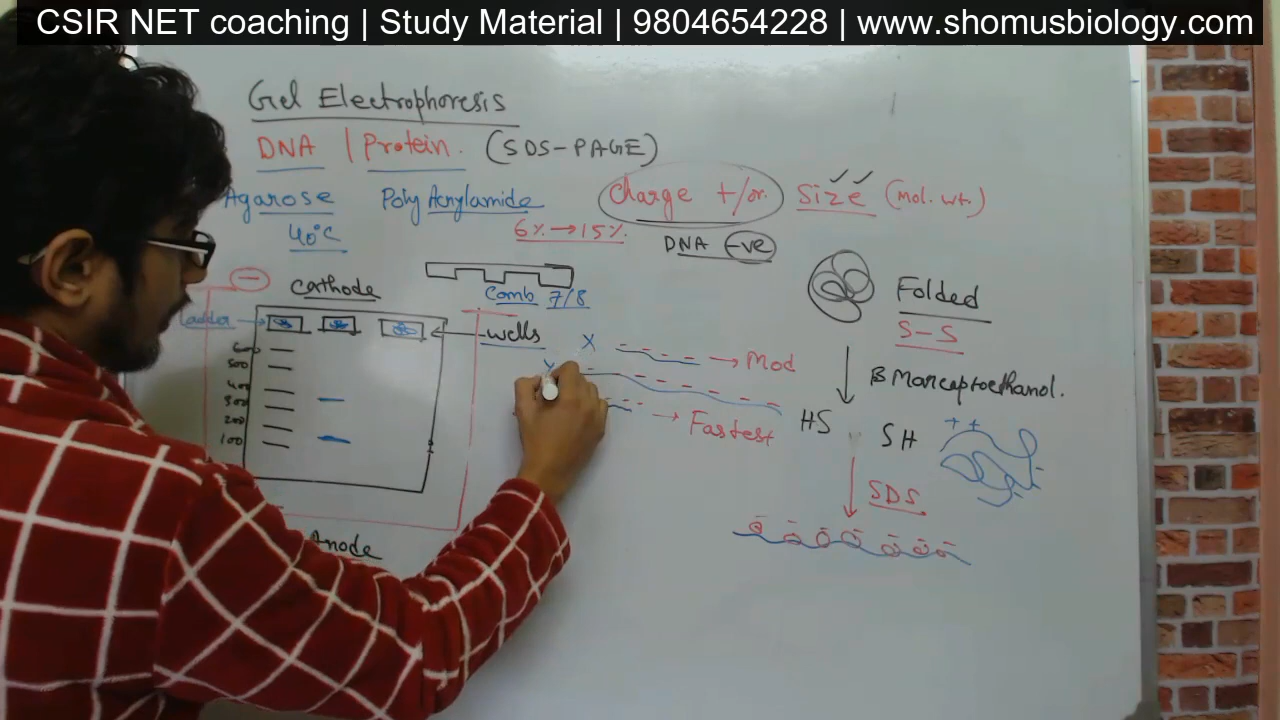 CSIR NET coaching | Study Material | 9804654228 | www.shomusbiology.com
Gel Electrophoresis
DNA | Protein. (SDS-PAGE)
Agarose Poly Acrylamide Charge +/or. Size (Mol. wt.)
40°C 6% → 15% DNA -ve
Cathode Comb 7/8 Folded
Ladder wells S-S
X → Mod
600
500
400
300
200
100
B Marcaptoethanol.
→ Fastest
HS SH ++
SDS
Anode